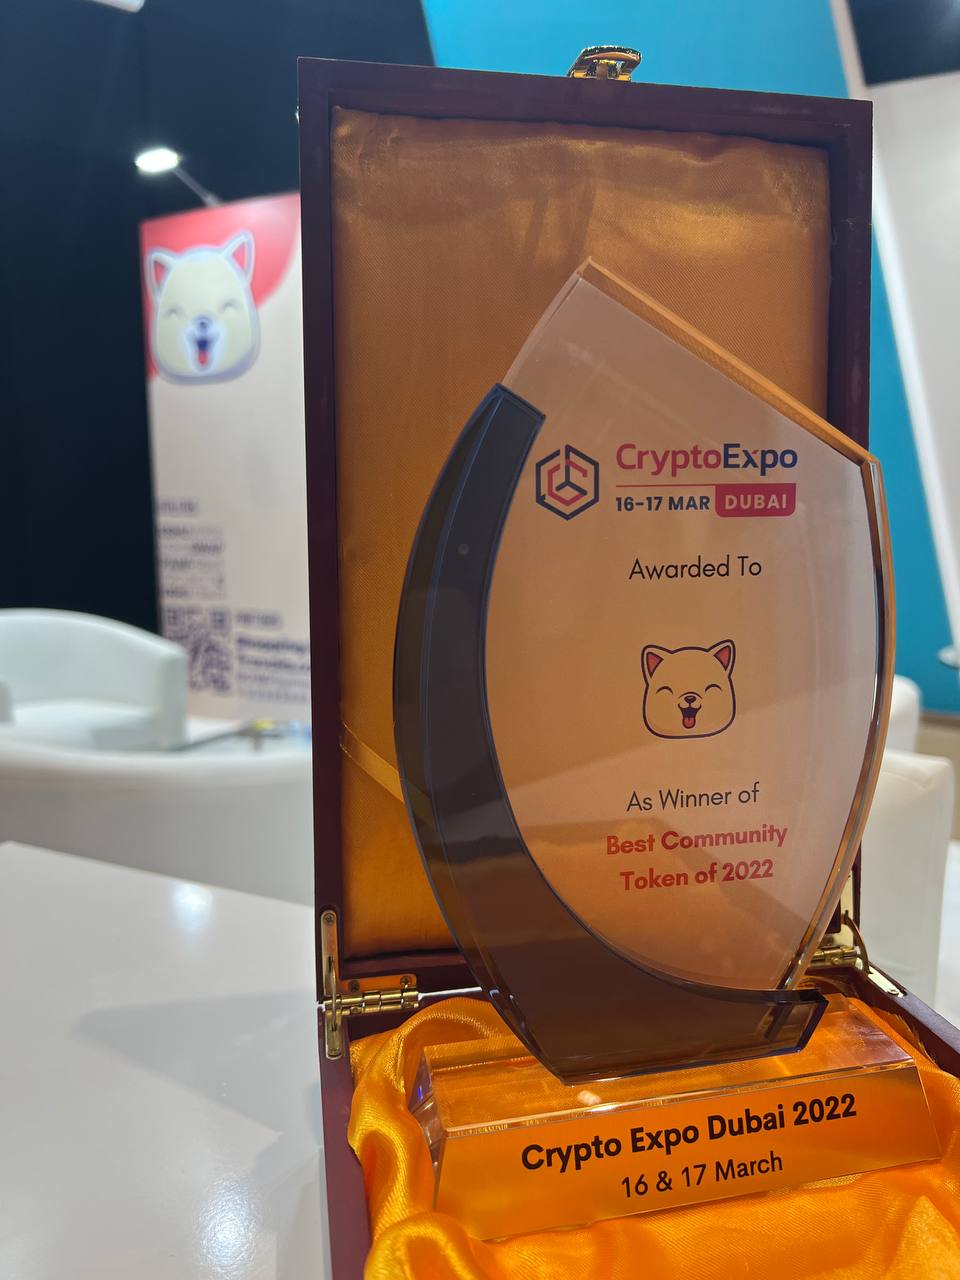 CryptoExpo
16-17 MAR DUBAI
Awarded To
As Winner of
Best Community
Token of 2022
Crypto Expo Dubai 2022
16 & 17 March